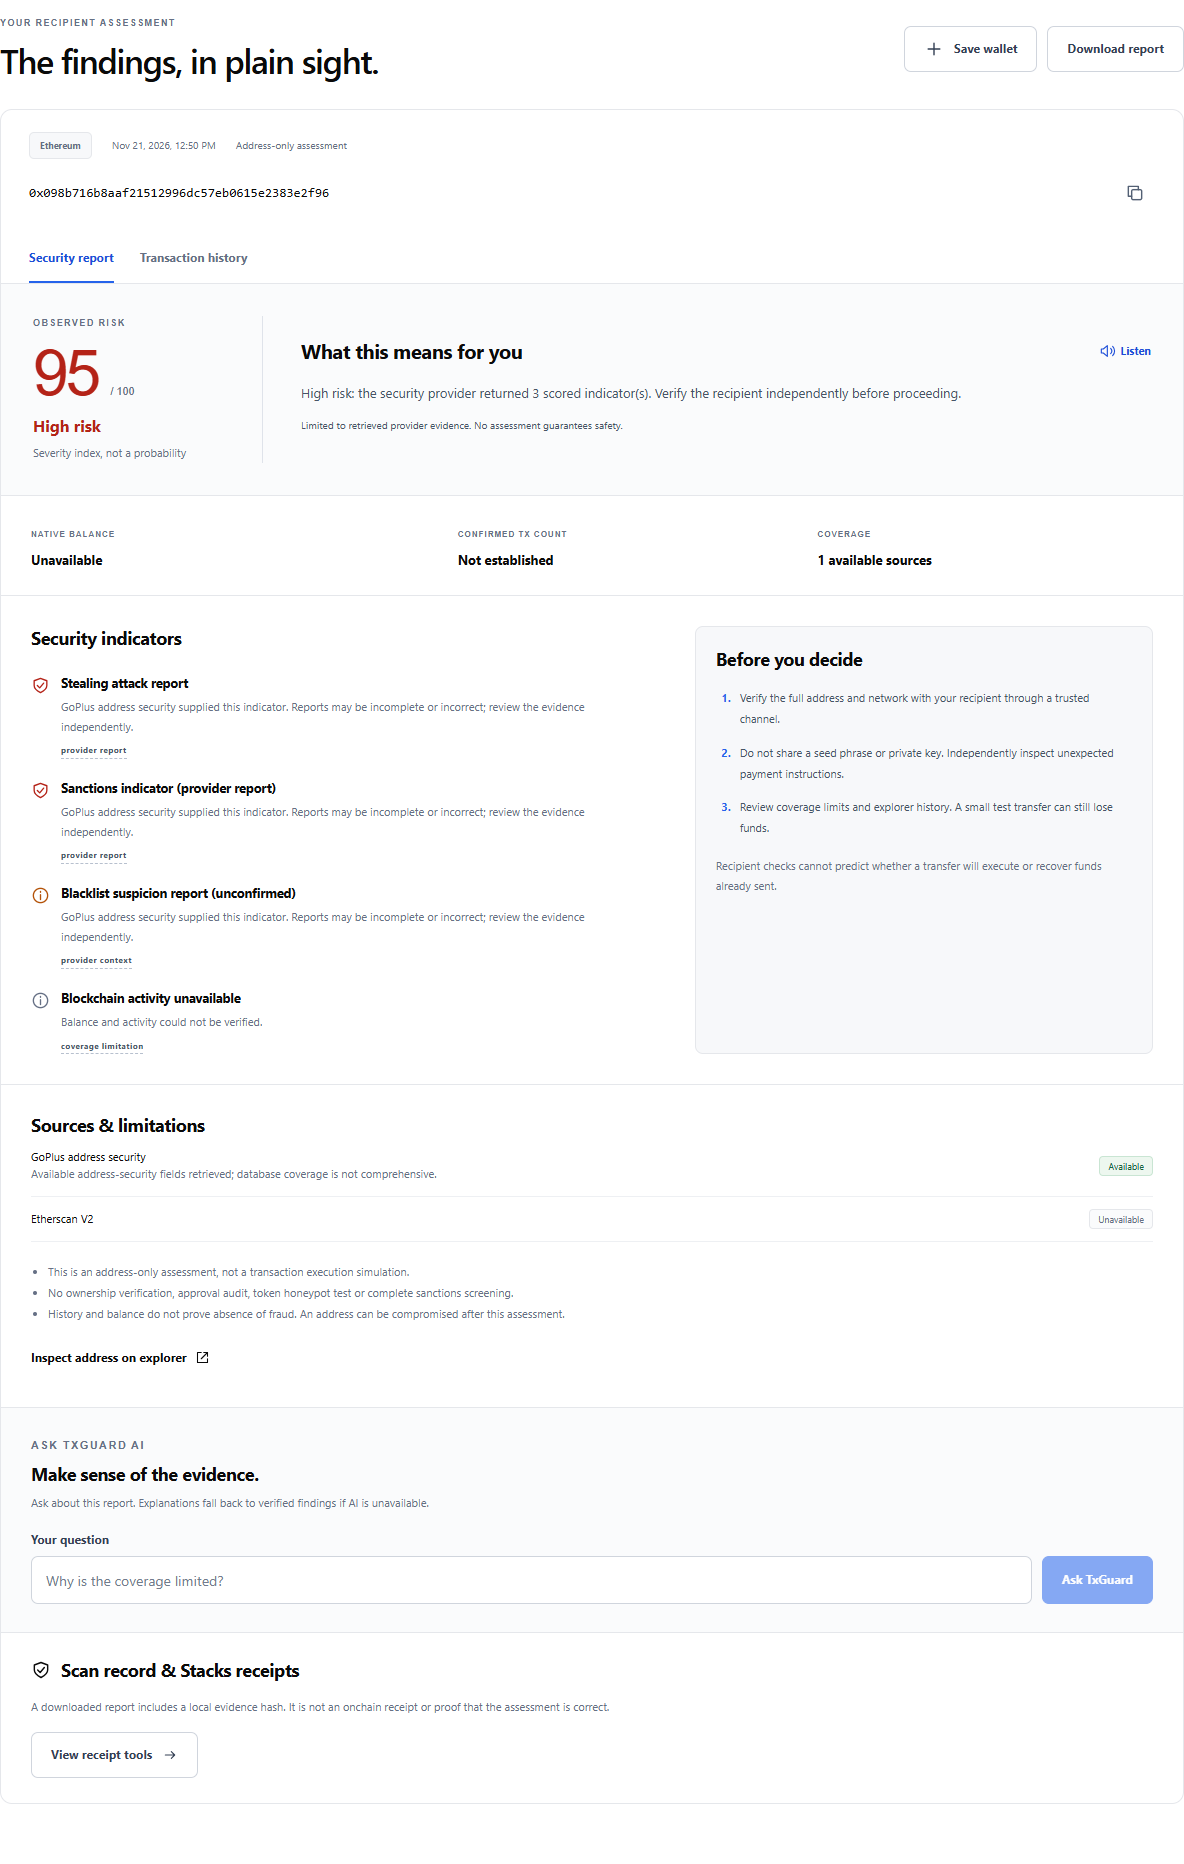 YOUR RECIPIENT ASSESSMENT
The findings, in plain sight.
Save wallet
Download report
Ethereum
Nov 21, 2026, 12:50 PM
Address-only assessment
0x098b716b8aaf21512996dc57eb0615e2383e2f96
Security report
Transaction history
OBSERVED RISK
95
/ 100
High risk
Severity index, not a probability
What this means for you
Listen
High risk: the security provider returned 3 scored indicator(s). Verify the recipient independently before proceeding.
Limited to retrieved provider evidence. No assessment guarantees safety.
NATIVE BALANCE
Unavailable
CONFIRMED TX COUNT
Not established
COVERAGE
1 available sources
Security indicators
Stealing attack report
GoPlus address security supplied this indicator. Reports may be incomplete or incorrect; review the evidence
independently.
provider report
Sanctions indicator (provider report)
GoPlus address security supplied this indicator. Reports may be incomplete or incorrect; review the evidence
independently.
provider report
Blacklist suspicion report (unconfirmed)
GoPlus address security supplied this indicator. Reports may be incomplete or incorrect; review the evidence
independently.
provider context
Blockchain activity unavailable
Balance and activity could not be verified.
coverage limitation
Before you decide
1. Verify the full address and network with your recipient through a trusted
channel.
2. Do not share a seed phrase or private key. Independently inspect unexpected
payment instructions.
3. Review coverage limits and explorer history. A small test transfer can still lose
funds.
Recipient checks cannot predict whether a transfer will execute or recover funds
already sent.
Sources & limitations
GoPlus address security
Available address-security fields retrieved; database coverage is not comprehensive.
Available
Etherscan V2
Unavailable
• This is an address-only assessment, not a transaction execution simulation.
• No ownership verification, approval audit, token honeypot test or complete sanctions screening.
• History and balance do not prove absence of fraud. An address can be compromised after this assessment.
Inspect address on explorer
ASK TXGUARD AI
Make sense of the evidence.
Ask about this report. Explanations fall back to verified findings if AI is unavailable.
Your question
Why is the coverage limited?
Ask TxGuard
Scan record & Stacks receipts
A downloaded report includes a local evidence hash. It is not an onchain receipt or proof that the assessment is correct.
View receipt tools